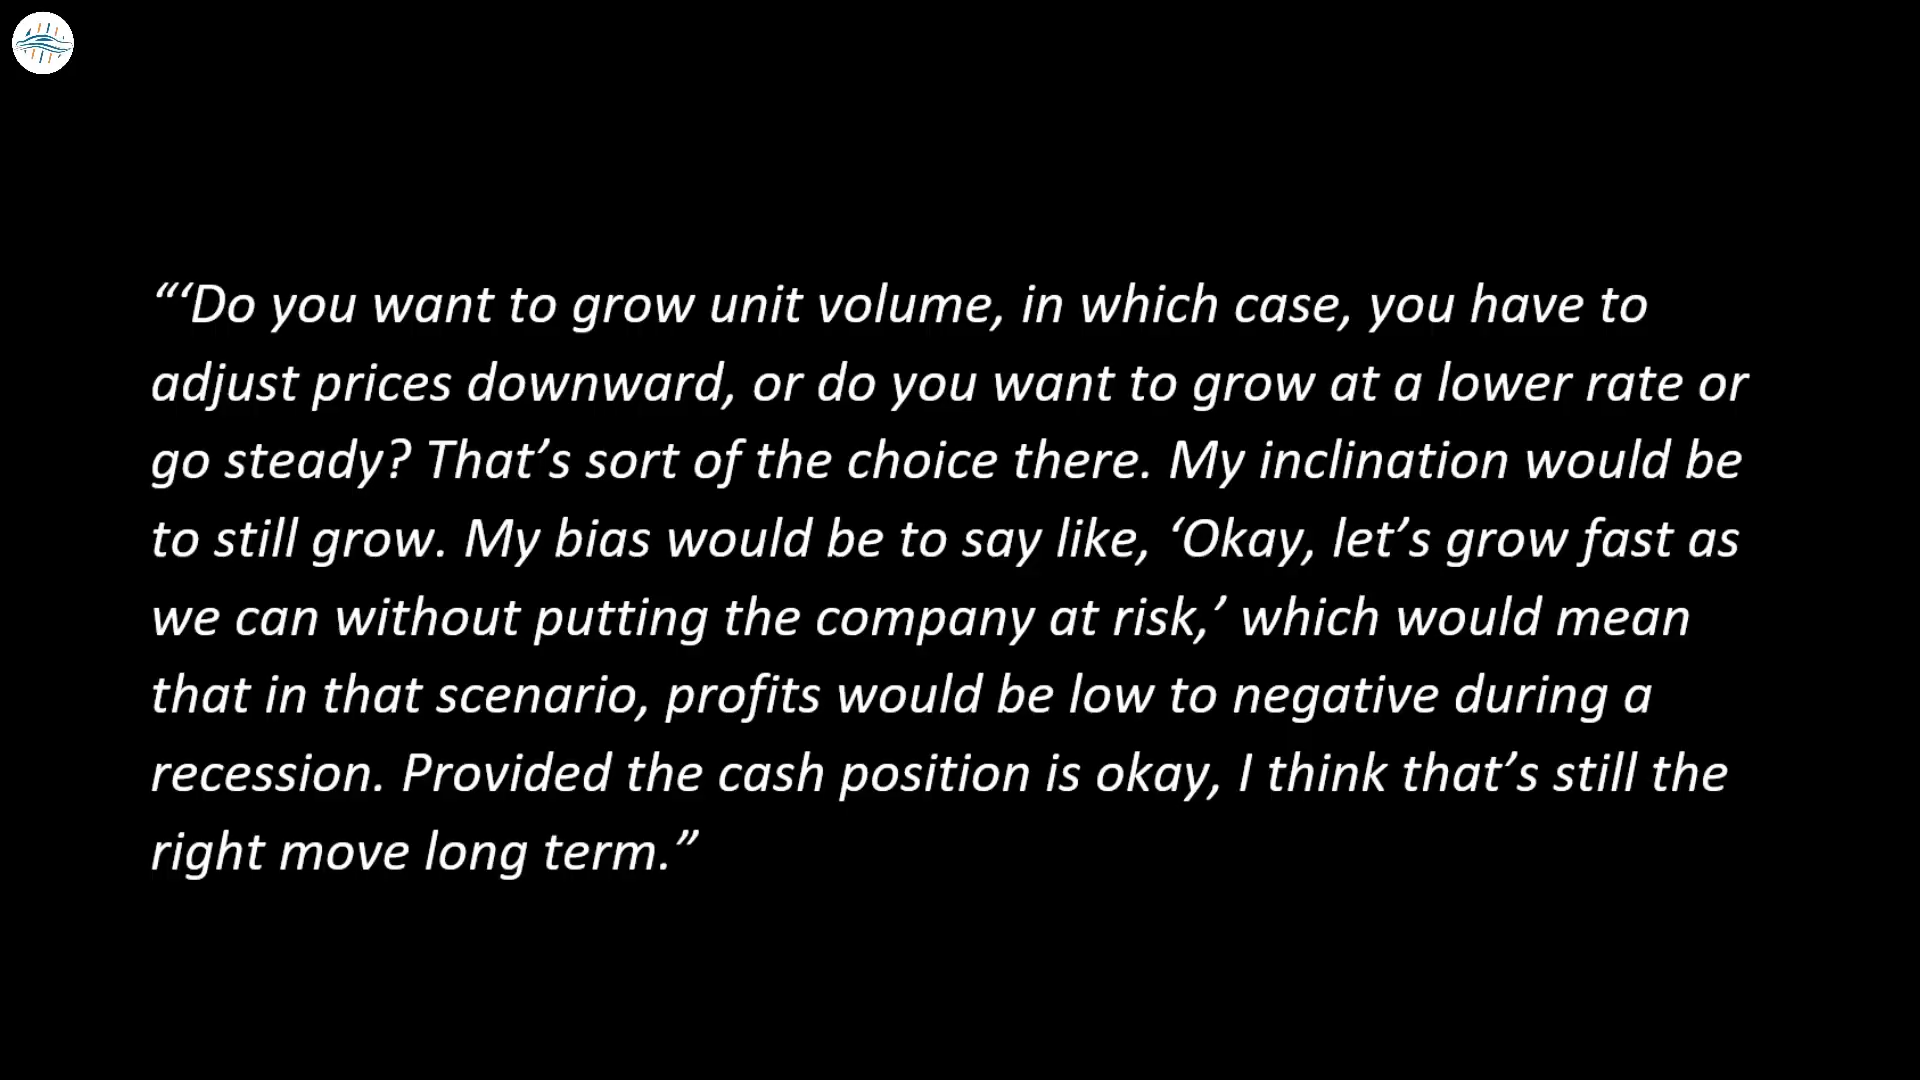 “‘Do you want to grow unit volume, in which case, you have to
adjust prices downward, or do you want to grow at a lower rate or
go steady? That’s sort of the choice there. My inclination would be
to still grow. My bias would be to say like, ‘Okay, let’s grow fast as
we can without putting the company at risk,’ which would mean
that in that scenario, profits would be low to negative during a
recession. Provided the cash position is okay, I think that’s still the
right move long term.”